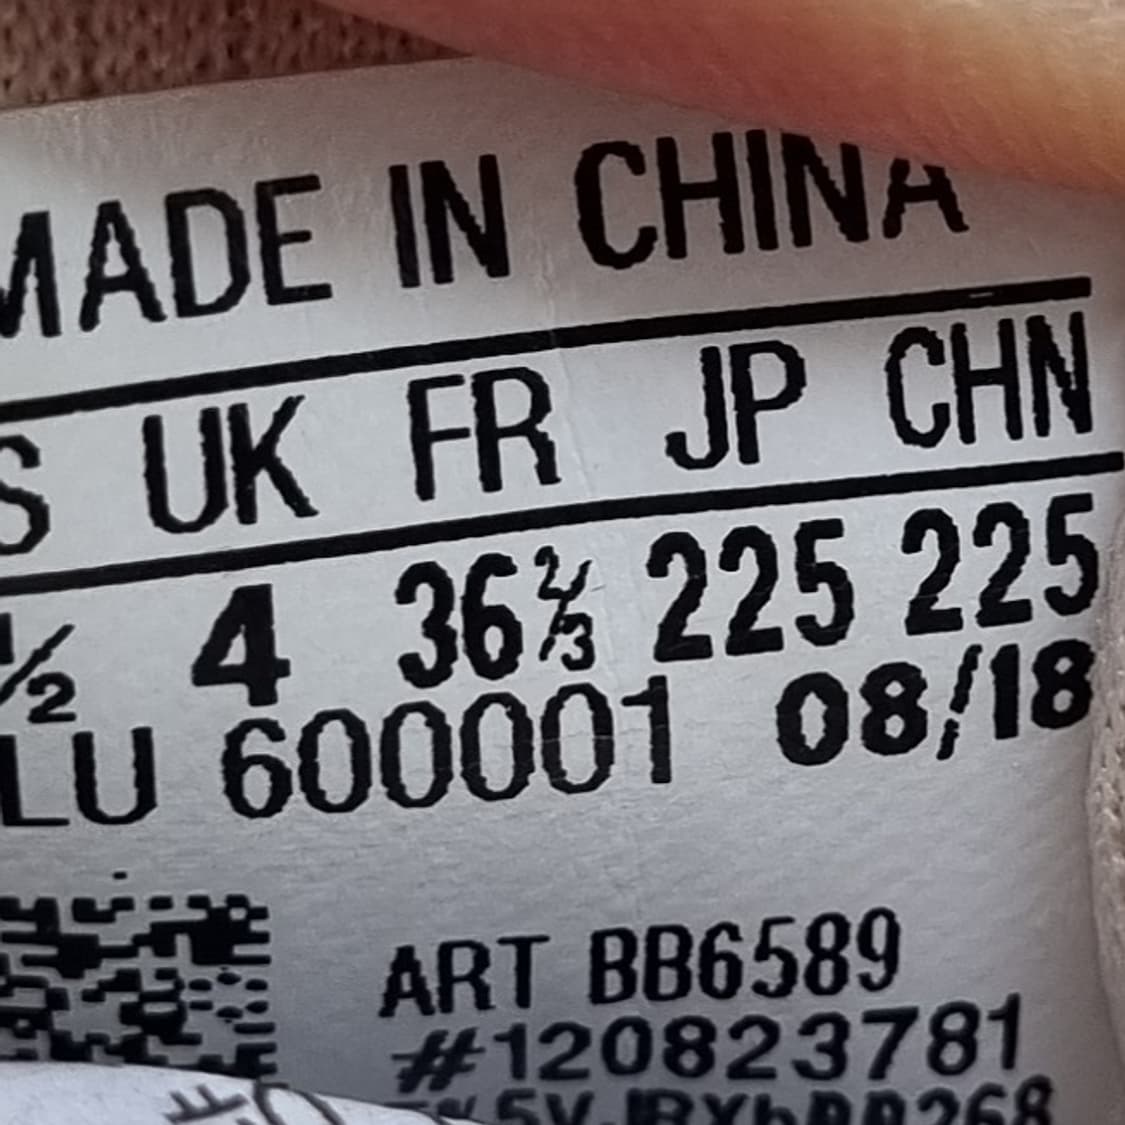 MADE IN CHINA
S UK FR JP CHN
½ 4 36⅔ 225 225
LU 600001 08/18
ART BB6589
#120823781